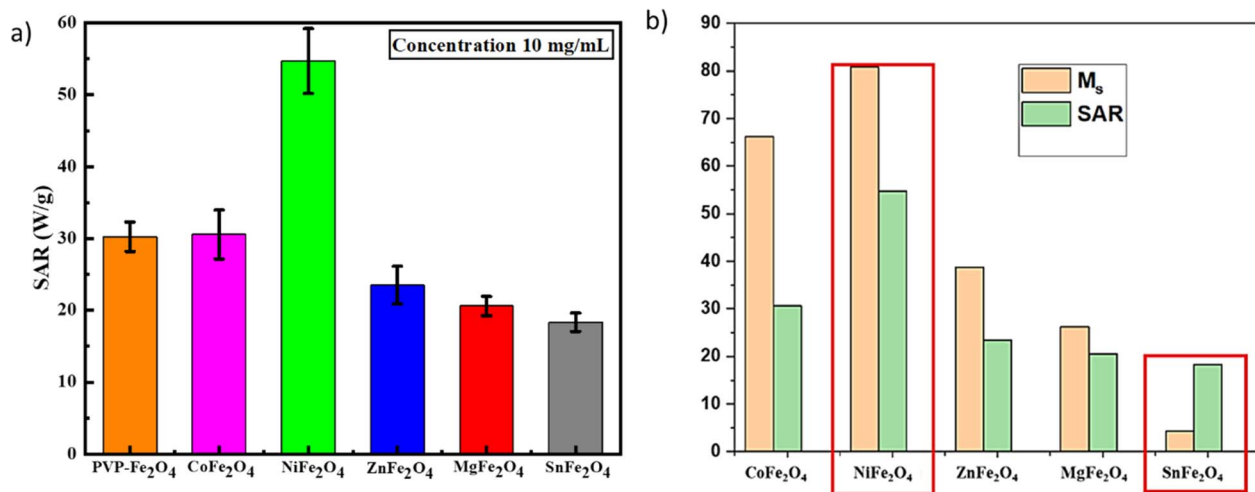 a)
Concentration 10 mg/mL
SAR (W/g)
60
50
40
30
20
10
0
PVP-Fe₂O₄ CoFe₂O₄ NiFe₂O₄ ZnFe₂O₄ MgFe₂O₄ SnFe₂O₄
b)
90
80
70
60
50
40
30
20
10
0
Mₛ
SAR
CoFe₂O₄ NiFe₂O₄ ZnFe₂O₄ MgFe₂O₄ SnFe₂O₄